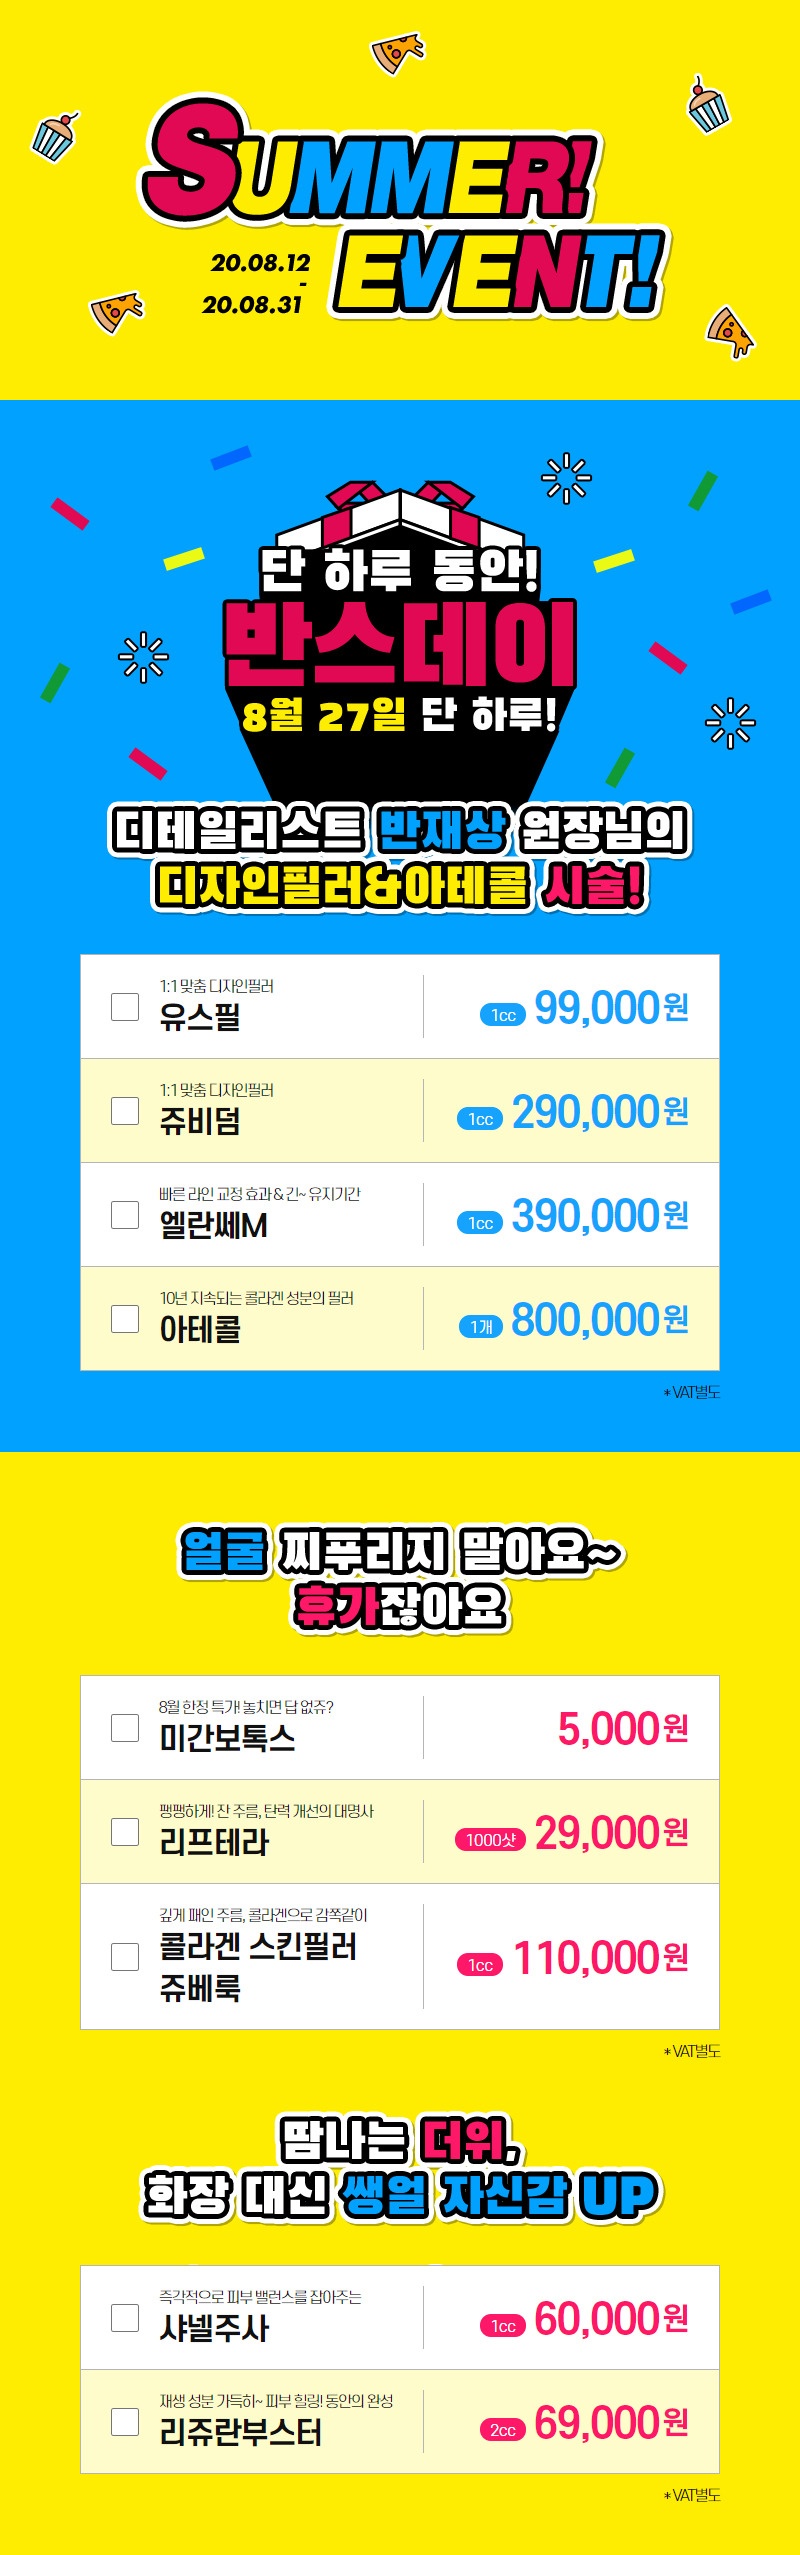 SUMMER!
EVENT!
20.08.12
-
20.08.31
단 하루 동안!
반스데이
8월 27일 단 하루!
디테일리스트 반재상 원장님의
디자인필러&아테콜 시술!
1:1 맞춤 디자인필러
유스필
1cc 99,000원
1:1 맞춤 디자인필러
쥬비덤
1cc 290,000원
빠른 라인 교정 효과 & 긴~ 유지기간
엘란쎄M
1cc 390,000원
10년 지속되는 콜라겐 성분의 필러
아테콜
1개 800,000원
* VAT별도
얼굴 찌푸리지 말아요~
휴가잖아요
8월 한정 특가! 놓치면 답 없쥬?
미간보톡스
5,000원
팽팽하게! 잔 주름, 탄력 개선의 대명사
리프테라
1000샷 29,000원
깊게 패인 주름, 콜라겐으로 감쪽같이
콜라겐 스킨필러
쥬베룩
1cc 110,000원
* VAT별도
땀나는 더위,
화장 대신 쌩얼 자신감 UP
즉각적으로 피부 밸런스를 잡아주는
샤넬주사
1cc 60,000원
재생 성분 가득히~ 피부 힐링! 동안의 완성
리쥬란부스터
2cc 69,000원
* VAT별도